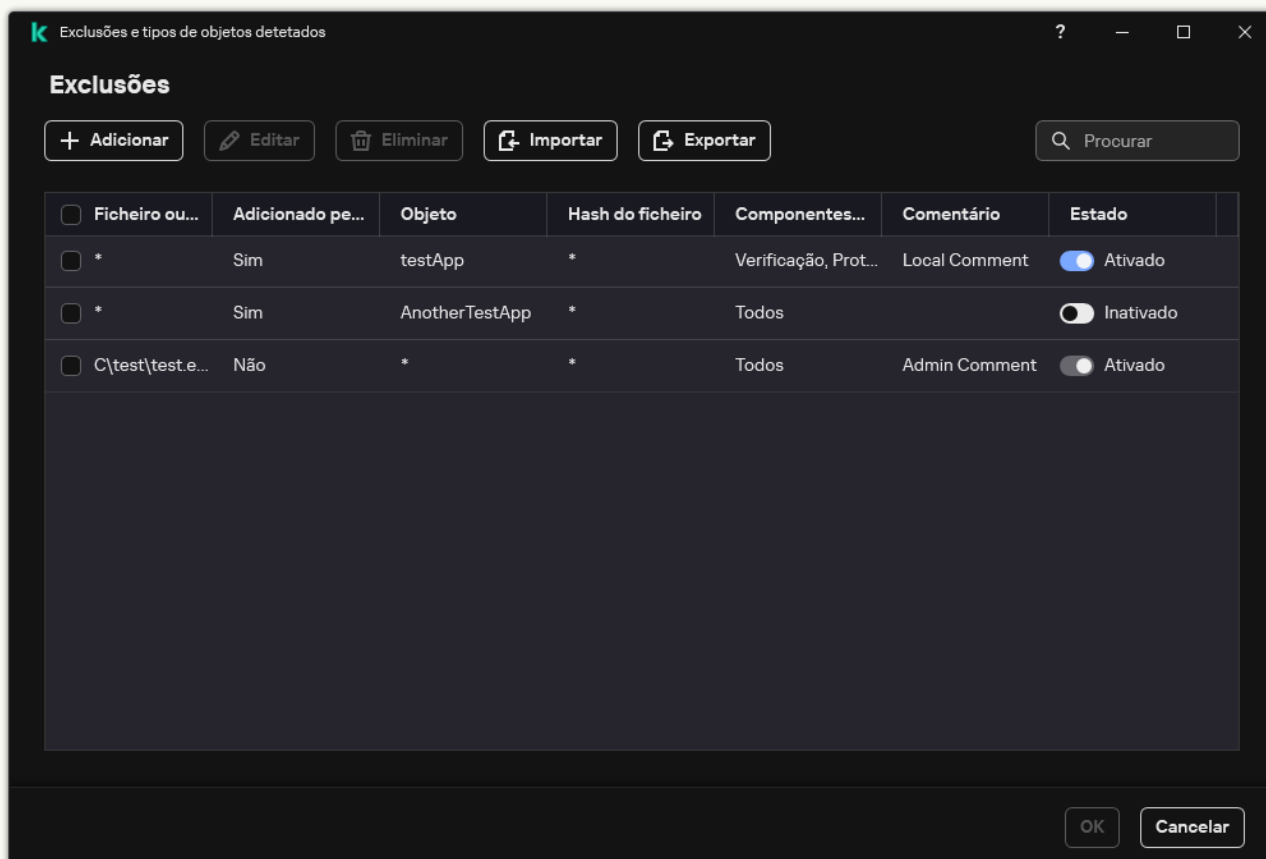 Exclusões e tipos de objetos detetados
?
Exclusões
Adicionar Editar Eliminar Importar Exportar Procurar
Ficheiro ou... Adicionado pe... Objeto Hash do ficheiro Componentes... Comentário Estado
* Sim testApp * Verificação, Prot... Local Comment Ativado
* Sim AnotherTestApp * Todos Inativado
C\test\test.e... Não * * Todos Admin Comment Ativado
OK Cancelar